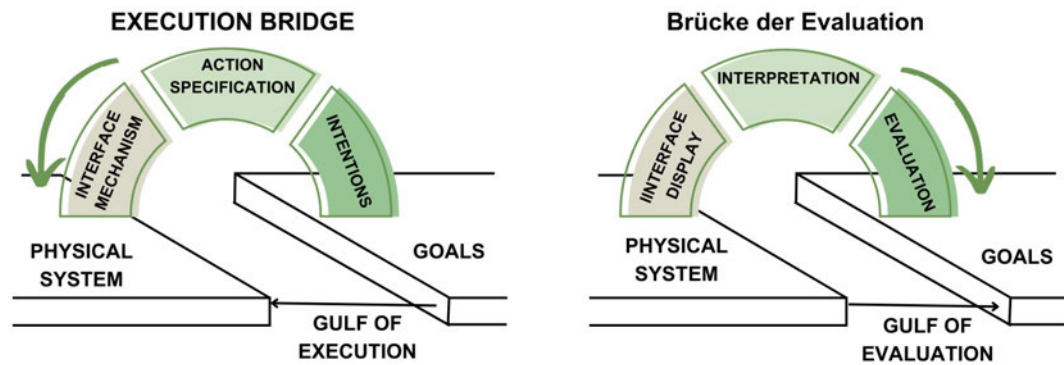 EXECUTION BRIDGE
ACTION
SPECIFICATION
INTERFACE
MECHANISM
INTENTIONS
PHYSICAL
SYSTEM
GOALS
GULF OF
EXECUTION
Brücke der Evaluation
INTERPRETATION
IINTERFACE
DISPLAY
EVALUATION
PHYSICAL
SYSTEM
GOALS
GULF OF
EVALUATION